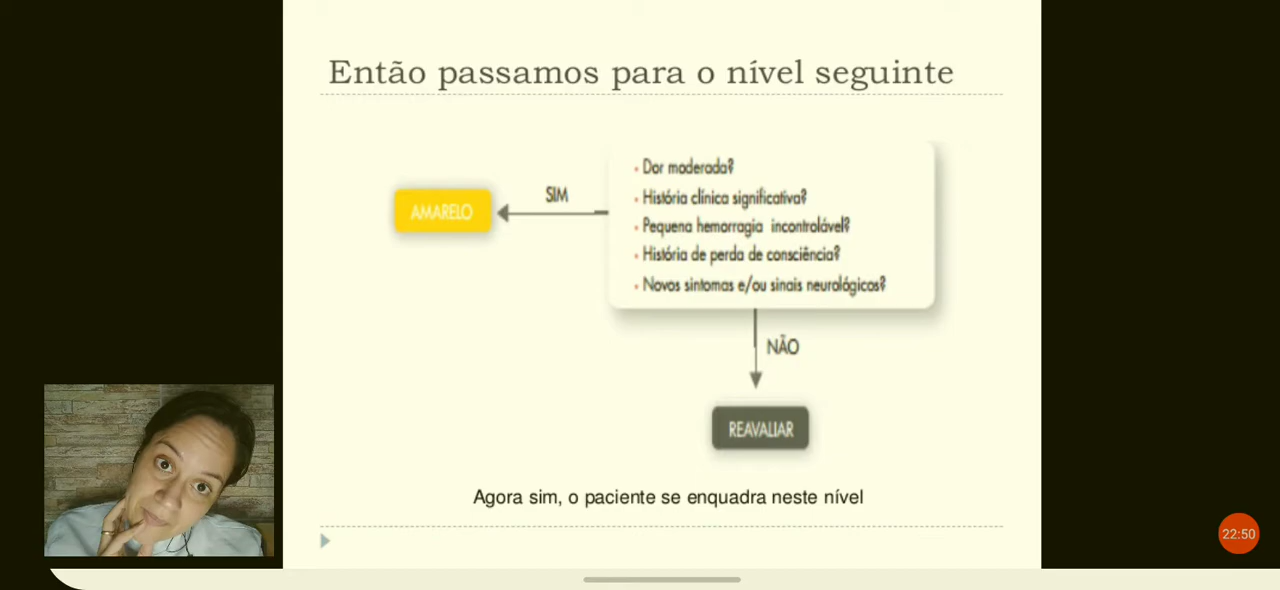 Então passamos para o nível seguinte
• Dor moderada?
SIM
• História clínica significativa?
AMARELO
• Pequena hemorragia incontrolável?
• História de perda de consciência?
• Novos sintomas e/ou sinais neurológicos?
NÃO
REAVALIAR
Agora sim, o paciente se enquadra neste nível
22:50